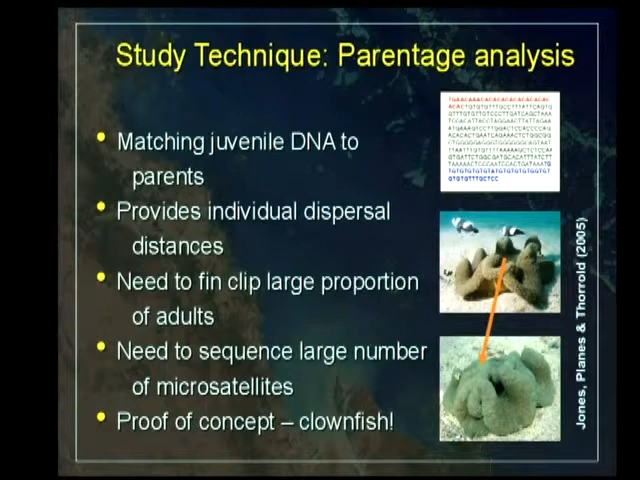 Study Technique: Parentage analysis
Matching juvenile DNA to
parents
Provides individual dispersal
distances
Need to fin clip large proportion
of adults
Need to sequence large number
of microsatellites
Proof of concept – clownfish!
Jones, Planes & Thorrold (2005)